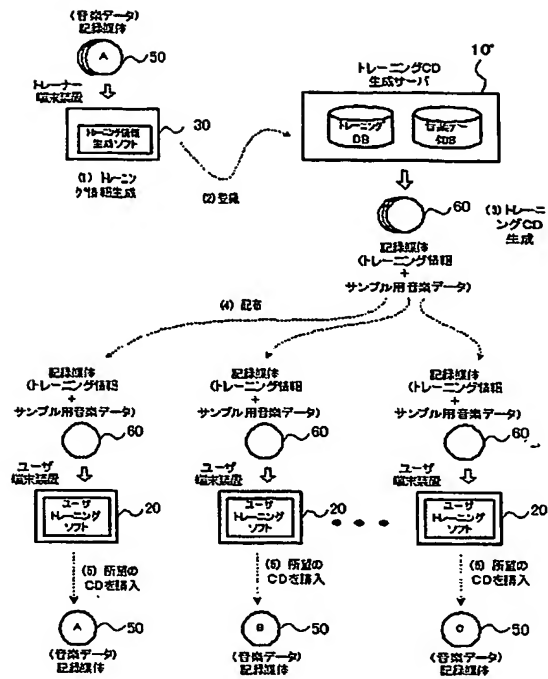 (音楽データ)
記録媒体
A
50
トレーナー
端末装置
30
トレーニング情報
生成ソフト
(1) トレーニン
グ情報生成
(2) 登録
10"
トレーニングCD
生成サーバ
トレーニング
DB
音楽デー
タDB
60
(3) トレーニ
ングCD
生成
記録媒体
(トレーニング情報
+
サンプル用音楽データ)
(4) 配布
記録媒体
(トレーニング情報
+
サンプル用音楽データ)
60
ユーザ
端末装置
ユーザ
トレーニング
ソフト
20
(5) 所望の
CDを購入
A
50
(音楽データ)
記録媒体
記録媒体
(トレーニング情報
+
サンプル用音楽データ)
60
ユーザ
端末装置
ユーザ
トレーニング
ソフト
20
(5) 所望の
CDを購入
B
50
(音楽データ)
記録媒体
記録媒体
(トレーニング情報
+
サンプル用音楽データ)
60
ユーザ
端末装置
ユーザ
トレーニング
ソフト
20
(5) 所望の
CDを購入
C
50
(音楽データ)
記録媒体